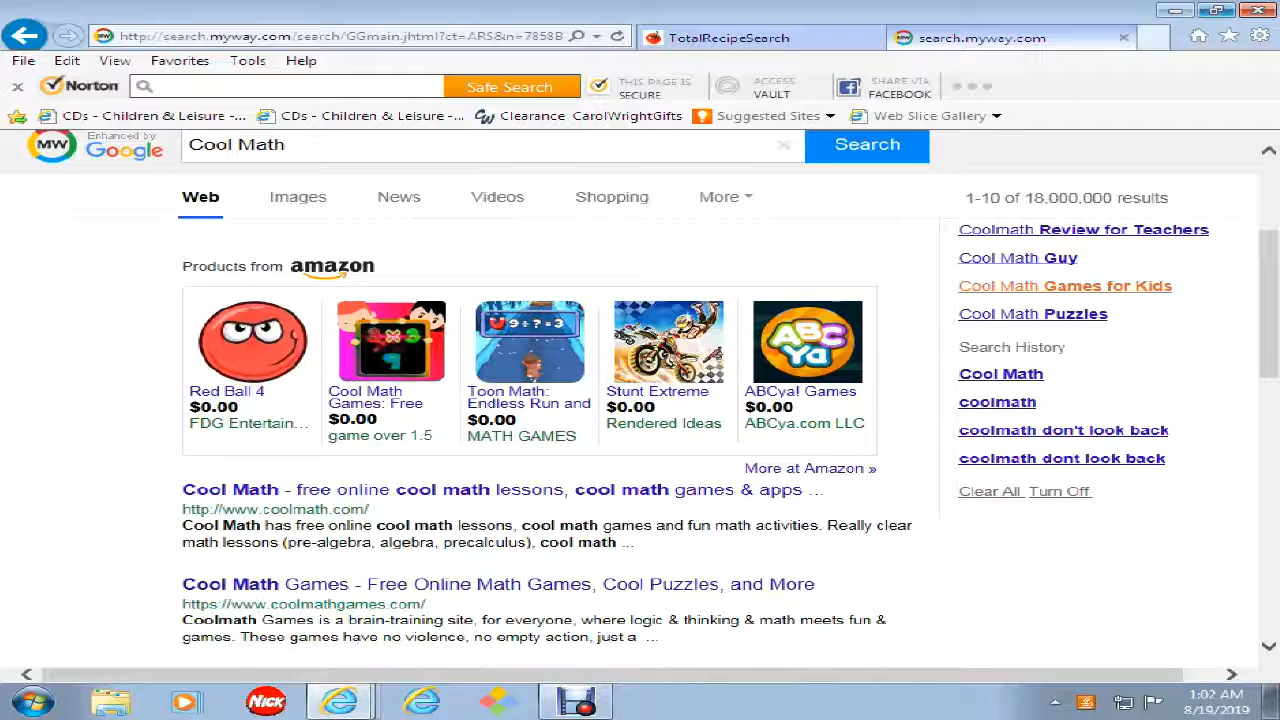 http://search.myway.com/search/GGmain.jhtml?ct=ARS&n=7858B
TotalRecipeSearch
search.myway.com
File Edit View Favorites Tools Help
Norton
Safe Search
THIS PAGE IS
SECURE
ACCESS
VAULT
SHARE VIA
FACEBOOK
CDs - Children & Leisure -...
CDs - Children & Leisure -...
CW Clearance CarolWrightGifts
Suggested Sites
Web Slice Gallery
MW
Enhanced by
Google
Cool Math
Search
Web Images News Videos Shopping More
1-10 of 18,000,000 results
Coolmath Review for Teachers
Cool Math Guy
Cool Math Games for Kids
Cool Math Puzzles
Search History
Cool Math
coolmath
coolmath don't look back
coolmath dont look back
Clear All Turn Off
Products from amazon
9÷?=3
ABC
Ya
Red Ball 4
$0.00
FDG Entertain...
Cool Math
Games: Free
$0.00
game over 1.5
Toon Math:
Endless Run and
$0.00
MATH GAMES
Stunt Extreme
$0.00
Rendered Ideas
ABCya! Games
$0.00
ABCya.com LLC
More at Amazon »
Cool Math - free online cool math lessons, cool math games & apps ...
http://www.coolmath.com/
Cool Math has free online cool math lessons, cool math games and fun math activities. Really clear
math lessons (pre-algebra, algebra, precalculus), cool math ...
Cool Math Games - Free Online Math Games, Cool Puzzles, and More
https://www.coolmathgames.com/
Coolmath Games is a brain-training site, for everyone, where logic & thinking & math meets fun &
games. These games have no violence, no empty action, just a ...
NICK
1:02 AM
8/19/2019